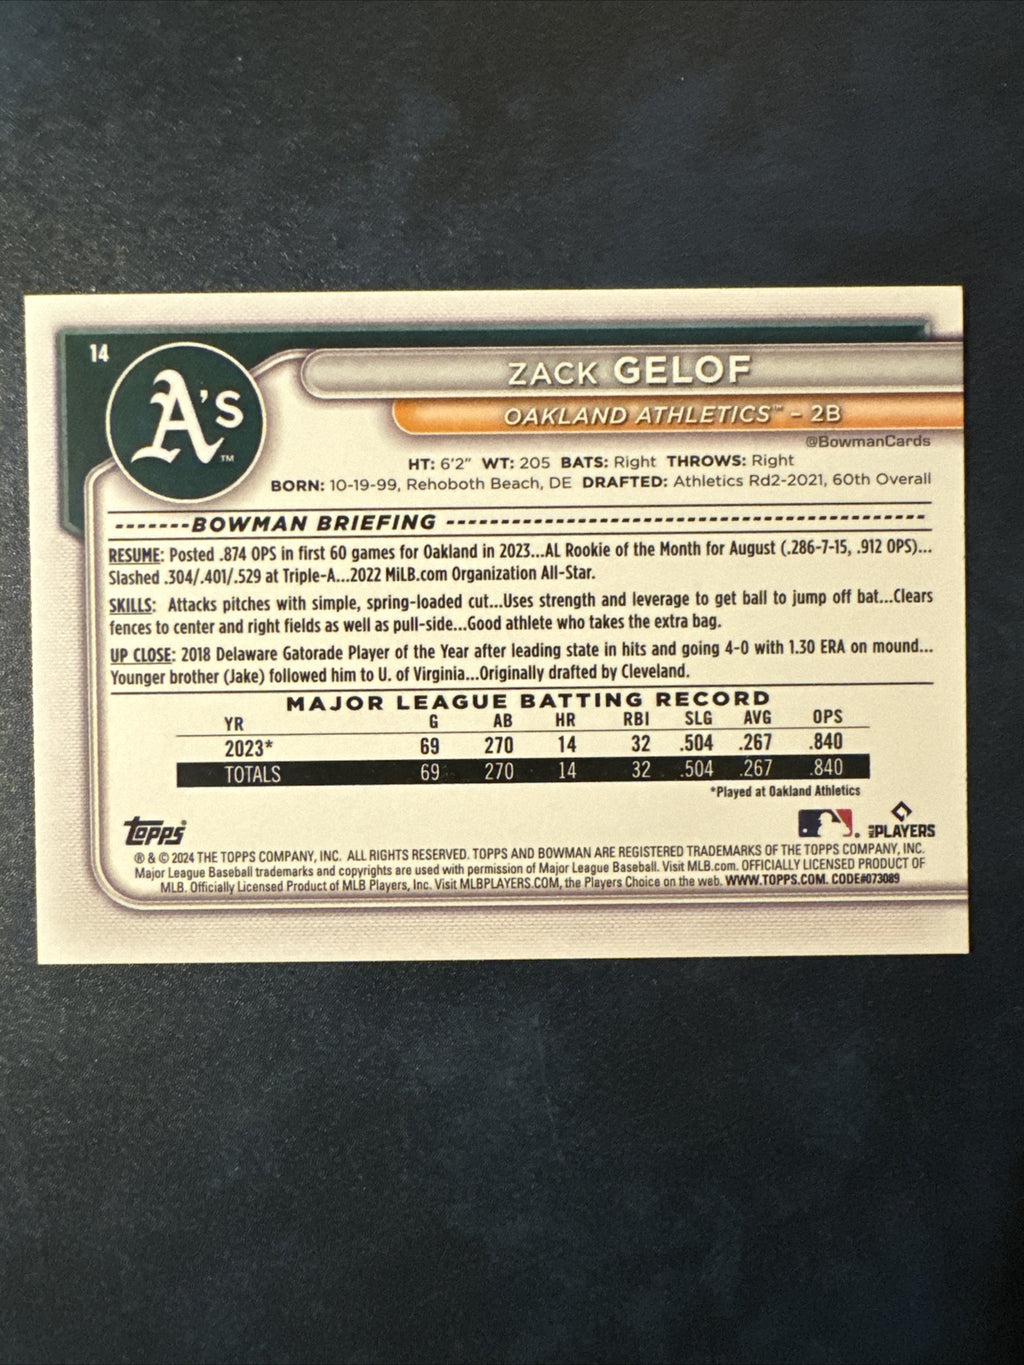 14
A's™
ZACK GELOF
OAKLAND ATHLETICS™ – 2B
@BowmanCards
HT: 6'2" WT: 205 BATS: Right THROWS: Right
BORN: 10-19-99, Rehoboth Beach, DE DRAFTED: Athletics Rd2-2021, 60th Overall
BOWMAN BRIEFING
RESUME: Posted .874 OPS in first 60 games for Oakland in 2023...AL Rookie of the Month for August (.286-7-15, .912 OPS)...
Slashed .304/.401/.529 at Triple-A...2022 MiLB.com Organization All-Star.
SKILLS: Attacks pitches with simple, spring-loaded cut...Uses strength and leverage to get ball to jump off bat...Clears
fences to center and right fields as well as pull-side...Good athlete who takes the extra bag.
UP CLOSE: 2018 Delaware Gatorade Player of the Year after leading state in hits and going 4-0 with 1.30 ERA on mound...
Younger brother (Jake) followed him to U. of Virginia...Originally drafted by Cleveland.
MAJOR LEAGUE BATTING RECORD
YR G AB HR RBI SLG AVG OPS
2023* 69 270 14 32 .504 .267 .840
TOTALS 69 270 14 32 .504 .267 .840
*Played at Oakland Athletics
Topps
MLB PLAYERS
® & © 2024 THE TOPPS COMPANY, INC. ALL RIGHTS RESERVED. TOPPS AND BOWMAN ARE REGISTERED TRADEMARKS OF THE TOPPS COMPANY, INC.
Major League Baseball trademarks and copyrights are used with permission of Major League Baseball. Visit MLB.com. OFFICIALLY LICENSED PRODUCT OF
MLB. Officially Licensed Product of MLB Players, Inc. Visit MLBPLAYERS.COM, the Players Choice on the web. WWW.TOPPS.COM. CODE#073089